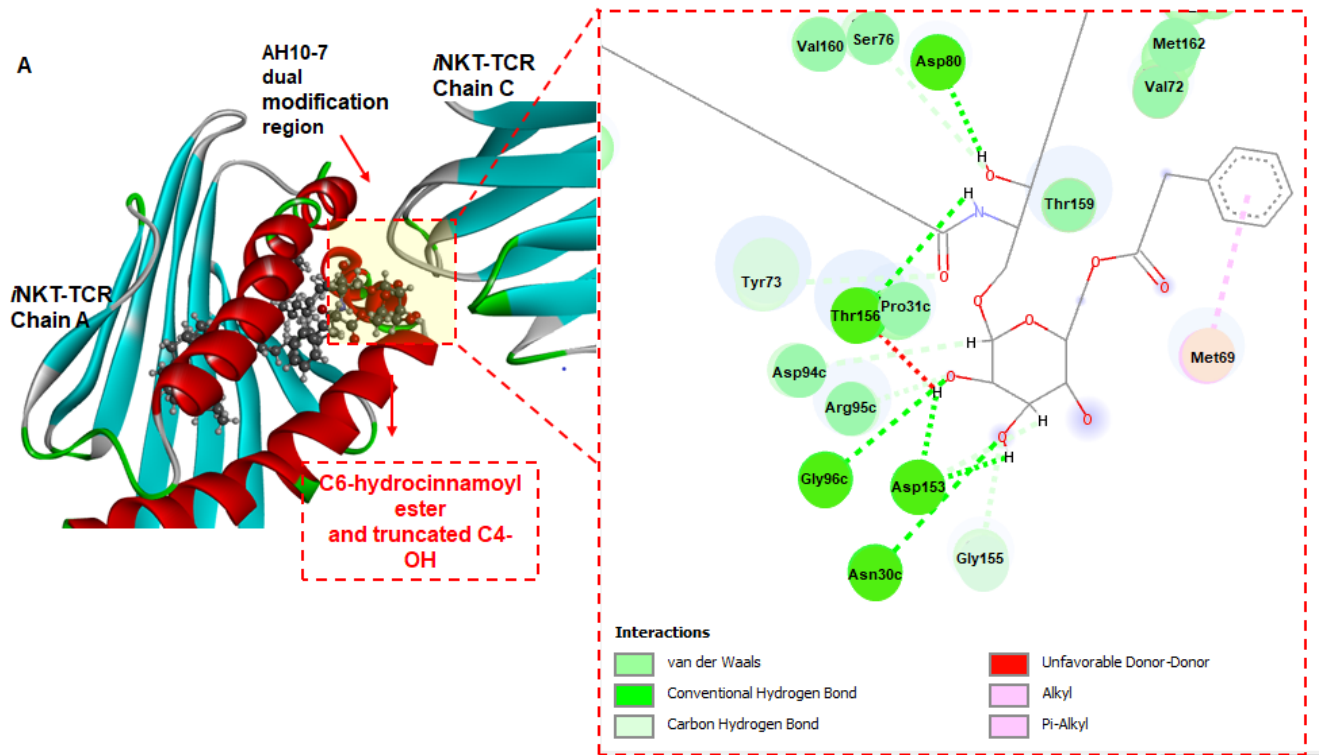 A
AH10-7
dual
modification
region
iNKT-TCR
Chain C
iNKT-TCR
Chain A
C6-hydrocinnamoyl
ester
and truncated C4-
OH
Val160
Ser76
Asp80
Met162
Val72
Thr159
H
O
H
N
O
Tyr73
Thr156
Pro31c
O
O
O
O
Met69
Asp94c
H
Arg95c
O
H
H
O
O
H
Gly96c
Asp153
Gly155
Asn30c
Interactions
van der Waals
Conventional Hydrogen Bond
Carbon Hydrogen Bond
Unfavorable Donor-Donor
Alkyl
Pi-Alkyl